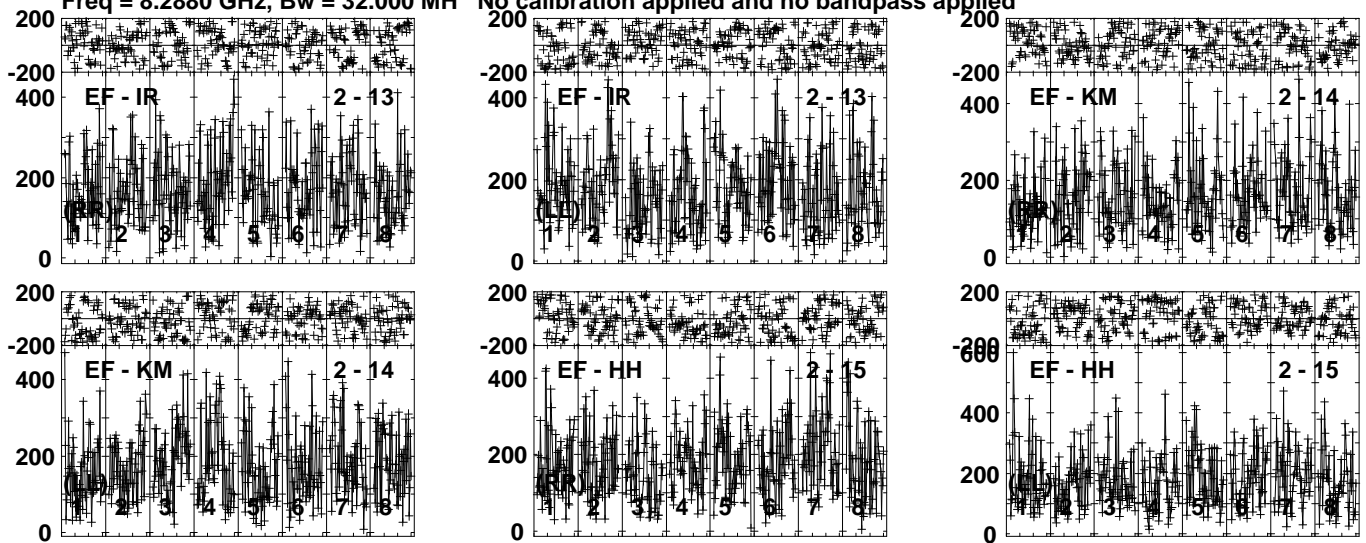 Freq = 8.2880 GHz, Bw = 32.000 MH No calibration applied and no bandpass applied
200
-200
EF - IR 2 - 13
400
200
(RR)
0
1 2 3 4 5 6 7 8
200
-200
EF - IR 2 - 13
400
200
(LL)
0
1 2 3 4 5 6 7 8
200
-200
EF - KM 2 - 14
400
200
(RR)
0
1 2 3 4 5 6 7 8
200
-200
EF - KM 2 - 14
400
200
(LL)
0
1 2 3 4 5 6 7 8
200
-200
EF - HH 2 - 15
400
200
(RR)
0
1 2 3 4 5 6 7 8
200
-200
600
EF - HH 2 - 15
400
200
(LL)
0
1 2 3 4 5 6 7 8